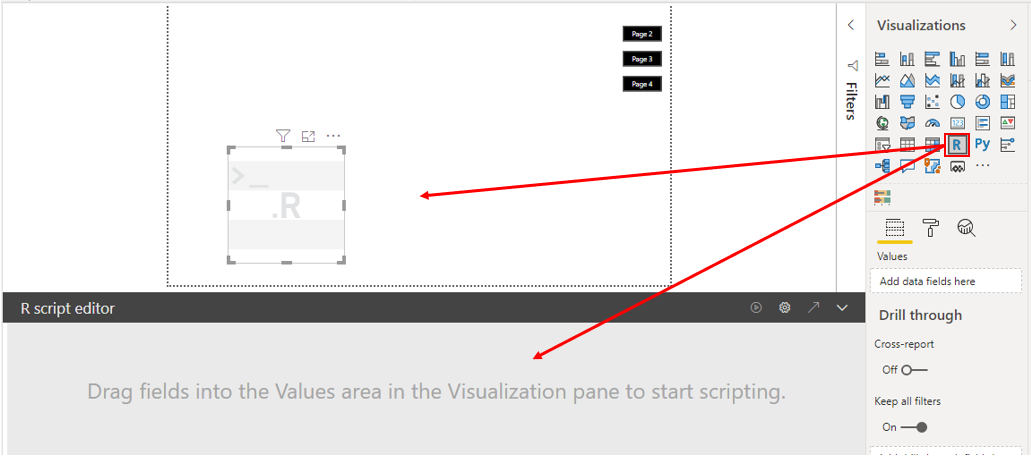 Page 2
Page 3
Page 4
>_
.R
Filters
Visualizations
123
R
Py
Values
Add data fields here
Drill through
Cross-report
Off
Keep all filters
On
R script editor
Drag fields into the Values area in the Visualization pane to start scripting.